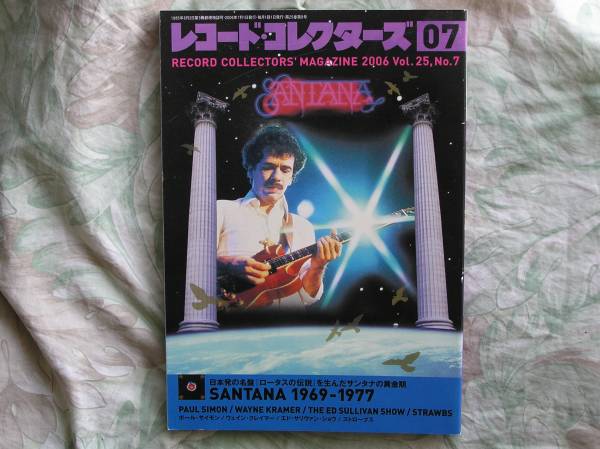 レコード・コレクターズ 07
RECORD COLLECTORS' MAGAZINE 2006 Vol. 25, No.7
SANTANA
日本発の名盤『ロータスの伝説』を生んだサンタナの黄金期
SANTANA 1969-1977
PAUL SIMON / WAYNE KRAMER / THE ED SULLIVAN SHOW / STRAWBS
ポール・サイモン / ウェイン・クレイマー / エド・サリヴァン・ショウ / ストローブス